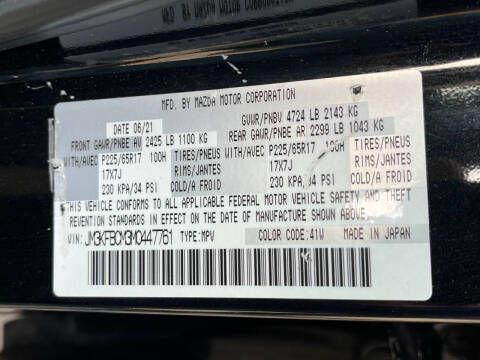 MFD. BY MAZDA MOTOR CORPORATION
DATE 06/21 GVWR/PNBV 4724 LB 2143 KG
FRONT GAWR/PNBE AV 2425 LB 1100 KG REAR GAWR/PNBE AR 2299 LB 1043 KG
WITH/AVEC P225/65R17 100H TIRES/PNEUS WITH/AVEC P225/65R17 100H TIRES/PNEUS
17X7J RIMS/JANTES 17X7J
230 KPA/34 PSI COLD/A FROID 230 KPA/34 PSI COLD/A FROID
THIS VEHICLE CONFORMS TO ALL APPLICABLE FEDERAL MOTOR VEHICLE SAFETY AND THEFT
REVENTION STANDARDS IN EFFECT ON THE DATE OF MANUFACTURE SHOWN ABOVE.
VIN: JM3KFBCM3M0447761 TYPE:MPV COLOR CODE:41W MADE IN JAPAN